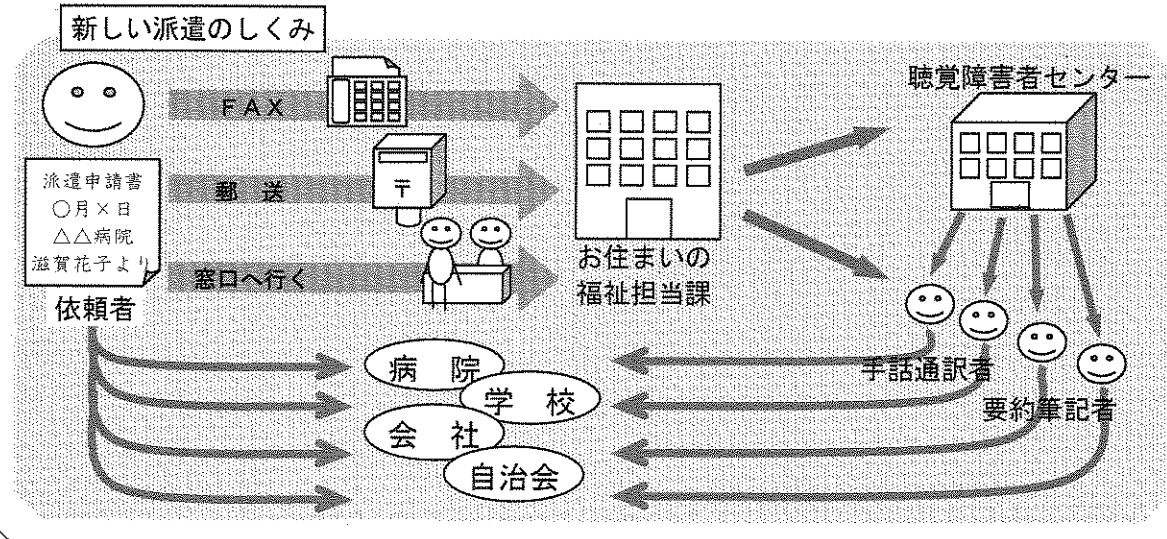 新しい派遣のしくみ
FAX
郵送
〒
窓口へ行く
派遣申請書
○月×日
△△病院
滋賀花子より
依頼者
お住まいの
福祉担当課
聴覚障害者センター
手話通訳者
要約筆記者
病院
学校
会社
自治会